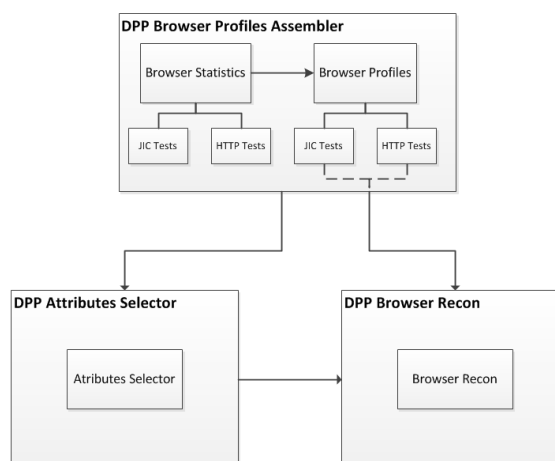 DPP Browser Profiles Assembler
Browser Statistics
Browser Profiles
JIC Tests
HTTP Tests
JIC Tests
HTTP Tests
DPP Attributes Selector
DPP Browser Recon
Atributes Selector
Browser Recon